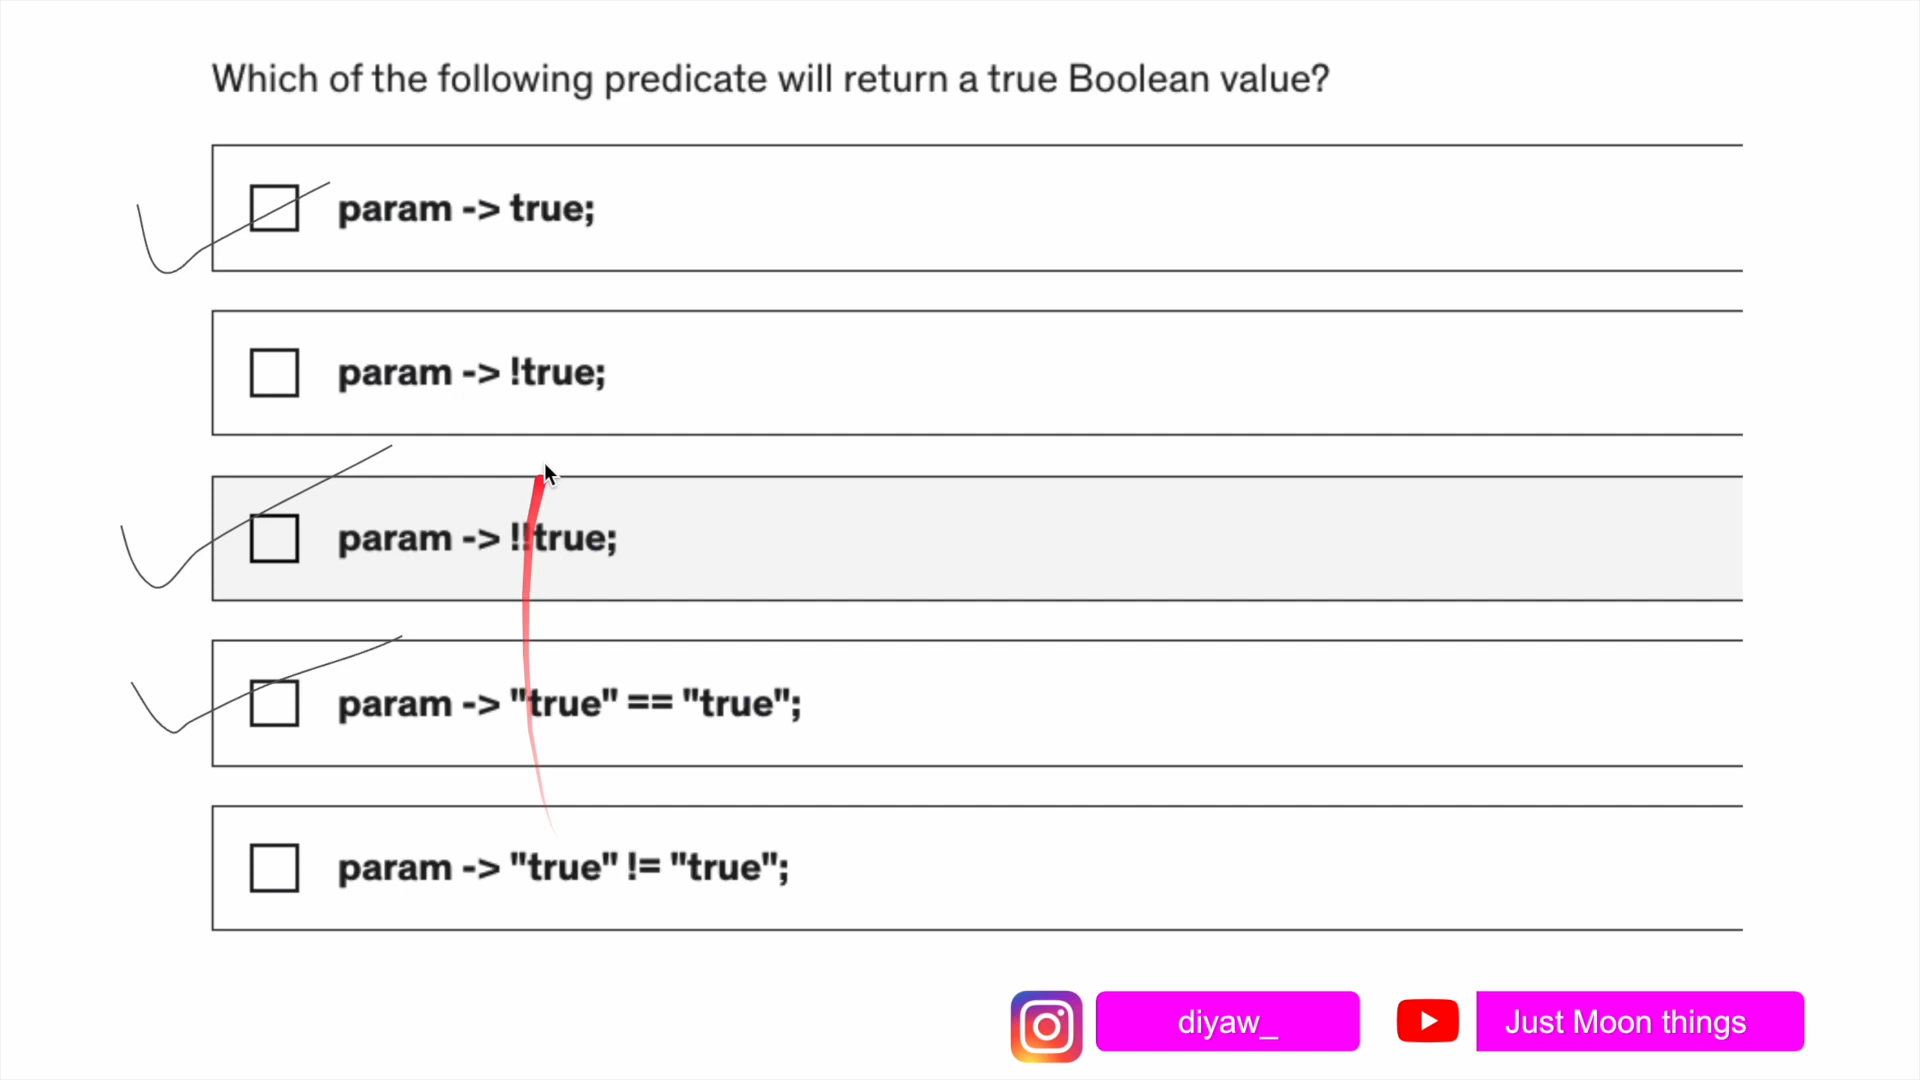 Which of the following predicate will return a true Boolean value?
param -> true;
param -> !true;
param -> !!true;
param -> "true" == "true";
param -> "true" != "true";
diyaw_
Just Moon things